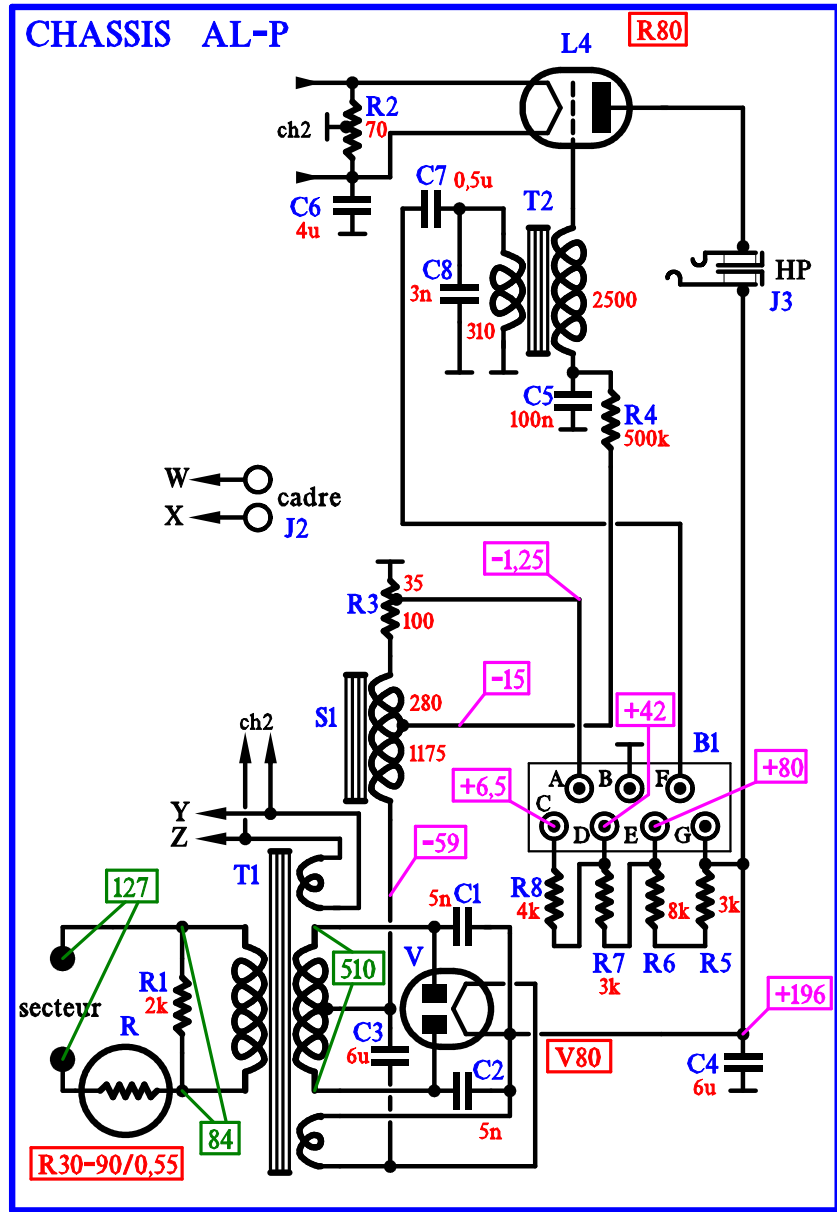 CHASSIS AL-P
R80
L4
R2
70
ch2
C7
0,5u
C6
4u
T2
C8
3n
310
2500
HP
J3
C5
100n
R4
500k
W
X
cadre
J2
-1,25
35
R3
100
-15
S1
280
1175
+42
B1
ch2
A
B
F
+6,5
+80
C
D
E
G
Y
Z
-59
T1
127
R8
4k
8k
3k
5n
C1
R7
R6
R5
3k
V
510
R1
2k
secteur
+196
R
C3
6u
C2
V80
C4
6u
84
5n
R30-90/0,55